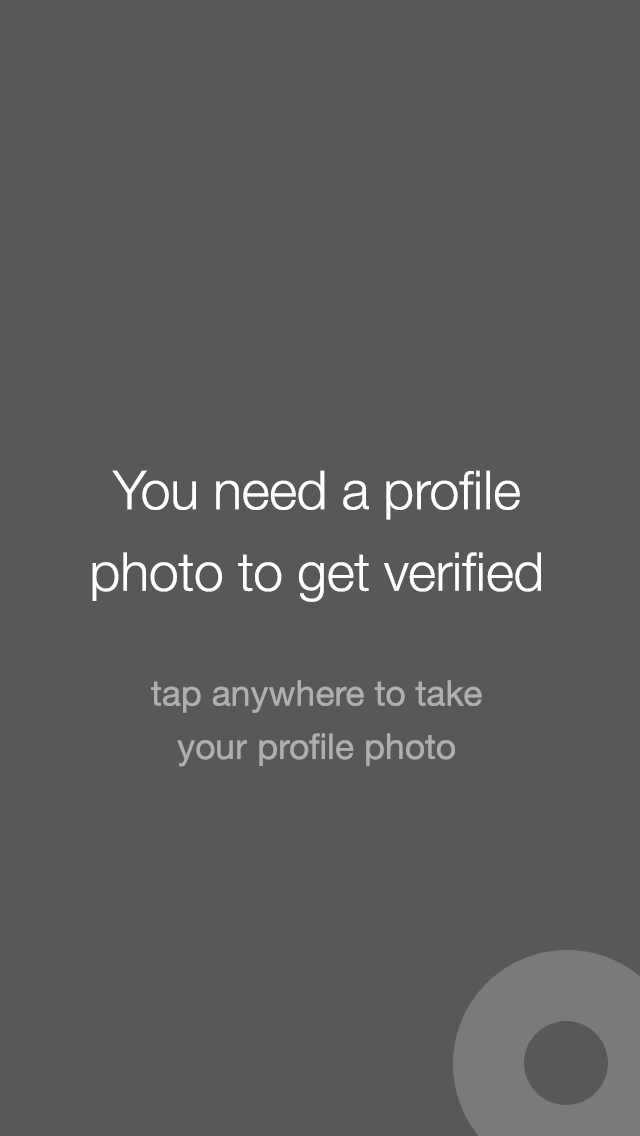 You need a profile
photo to get verified
tap anywhere to take
your profile photo